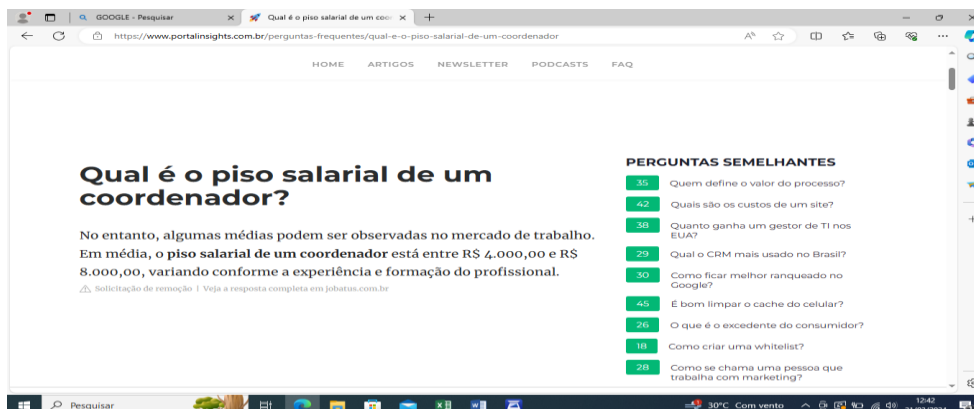 GOOGLE - Pesquisar
Qual é o piso salarial de um coor
https://www.portalinsights.com.br/perguntas-frequentes/qual-e-o-piso-salarial-de-um-coordenador
HOME ARTIGOS NEWSLETTER PODCASTS FAQ
Qual é o piso salarial de um
coordenador?
No entanto, algumas médias podem ser observadas no mercado de trabalho.
Em média, o piso salarial de um coordenador está entre R$ 4.000,00 e R$
8.000,00, variando conforme a experiência e formação do profissional.
Solicitação de remoção | Veja a resposta completa em jobatus.com.br
PERGUNTAS SEMELHANTES
35 Quem define o valor do processo?
42 Quais são os custos de um site?
38 Quanto ganha um gestor de TI nos
EUA?
29 Qual o CRM mais usado no Brasil?
30 Como ficar melhor ranqueado no
Google?
45 É bom limpar o cache do celular?
26 O que é o excedente do consumidor?
18 Como criar uma whitelist?
28 Como se chama uma pessoa que
trabalha com marketing?
Pesquisar
30°C Com vento
12:42